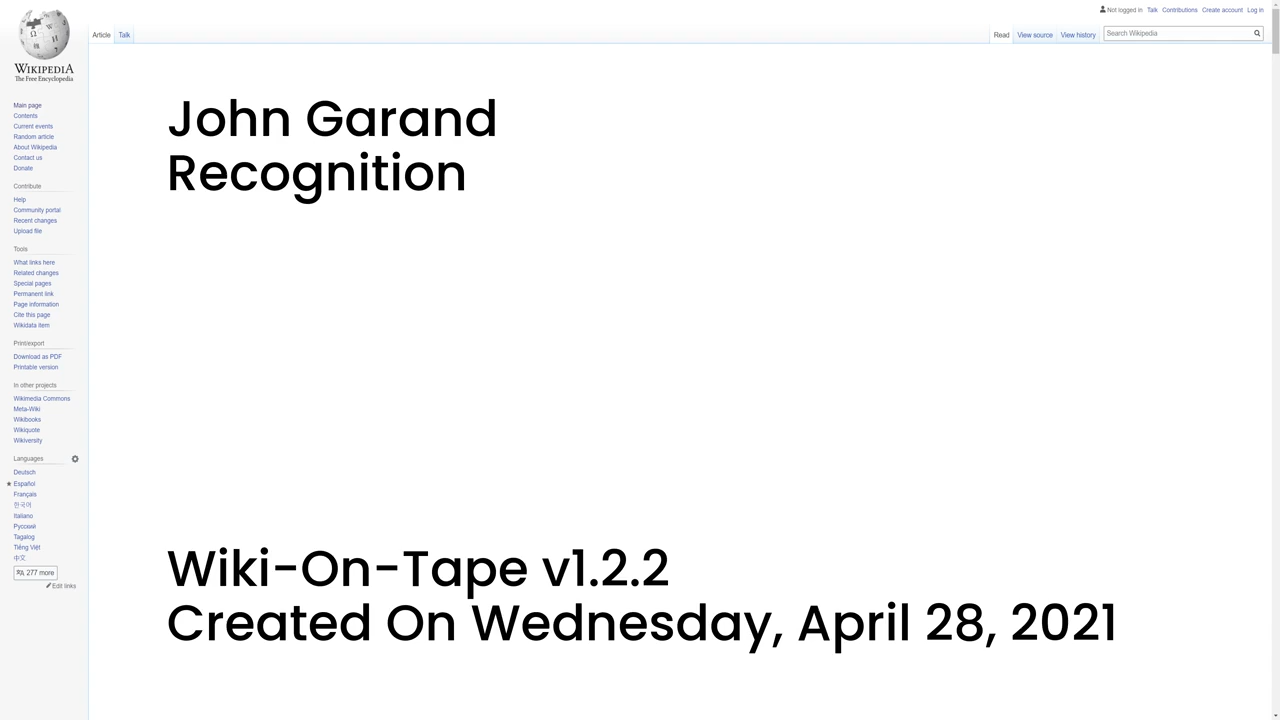 Not logged in Talk Contributions Create account Log in
Article Talk Read View source View history Search Wikipedia
WIKIPEDIA
The Free Encyclopedia
Main page
Contents
Current events
Random article
About Wikipedia
Contact us
Donate
Contribute
Help
Community portal
Recent changes
Upload file
Tools
What links here
Related changes
Special pages
Permanent link
Page information
Cite this page
Wikidata item
Print/export
Download as PDF
Printable version
In other projects
Wikimedia Commons
Meta-Wiki
Wikibooks
Wikiquote
Wikiversity
Languages
Deutsch
Español
Français
한국어
Italiano
Русский
Tagalog
Tiếng Việt
中文
277 more
Edit links
John Garand
Recognition
Wiki-On-Tape v1.2.2
Created On Wednesday, April 28, 2021